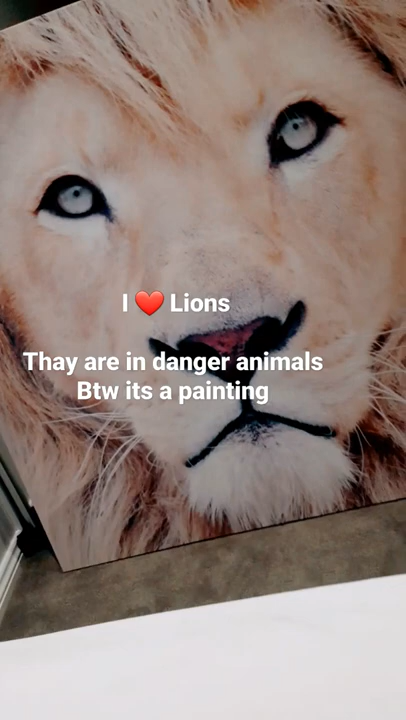 I ❤️ Lions
Thay are in danger animals
Btw its a painting